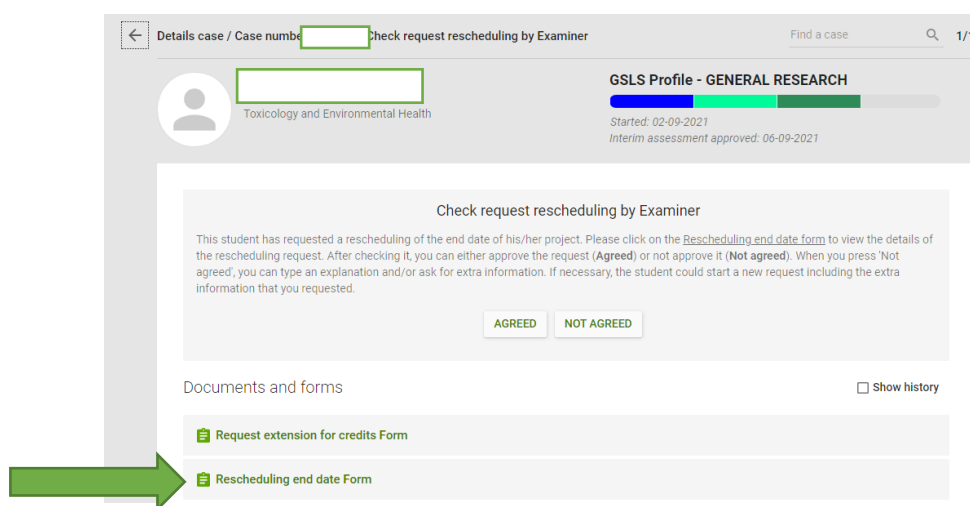 Details case / Case numbe Check request rescheduling by Examiner
Find a case
1/
GSLS Profile - GENERAL RESEARCH
Toxicology and Environmental Health
Started: 02-09-2021
Interim assessment approved: 06-09-2021
Check request rescheduling by Examiner
This student has requested a rescheduling of the end date of his/her project. Please click on the Rescheduling end date form to view the details of
the rescheduling request. After checking it, you can either approve the request (Agreed) or not approve it (Not agreed). When you press 'Not
agreed', you can type an explanation and/or ask for extra information. If necessary, the student could start a new request including the extra
information that you requested.
AGREED
NOT AGREED
Documents and forms
Show history
Request extension for credits Form
Rescheduling end date Form